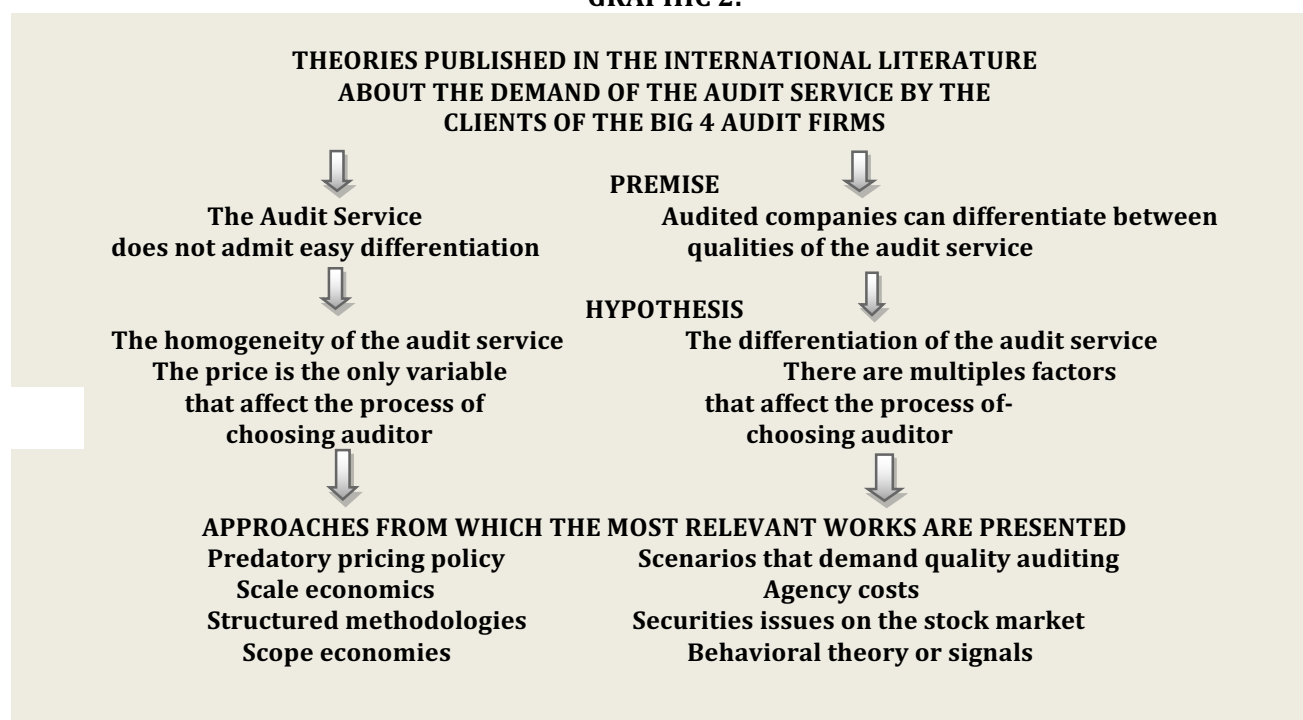 GRAPHIC 2:
THEORIES PUBLISHED IN THE INTERNATIONAL LITERATURE
ABOUT THE DEMAND OF THE AUDIT SERVICE BY THE
CLIENTS OF THE BIG 4 AUDIT FIRMS
PREMISE
The Audit Service
does not admit easy differentiation
Audited companies can differentiate between
qualities of the audit service
HYPOTHESIS
The homogeneity of the audit service
The price is the only variable
that affect the process of
choosing auditor
The differentiation of the audit service
There are multiples factors
that affect the process of-
choosing auditor
APPROACHES FROM WHICH THE MOST RELEVANT WORKS ARE PRESENTED
Predatory pricing policy
Scale economics
Structured methodologies
Scope economies
Scenarios that demand quality auditing
Agency costs
Securities issues on the stock market
Behavioral theory or signals